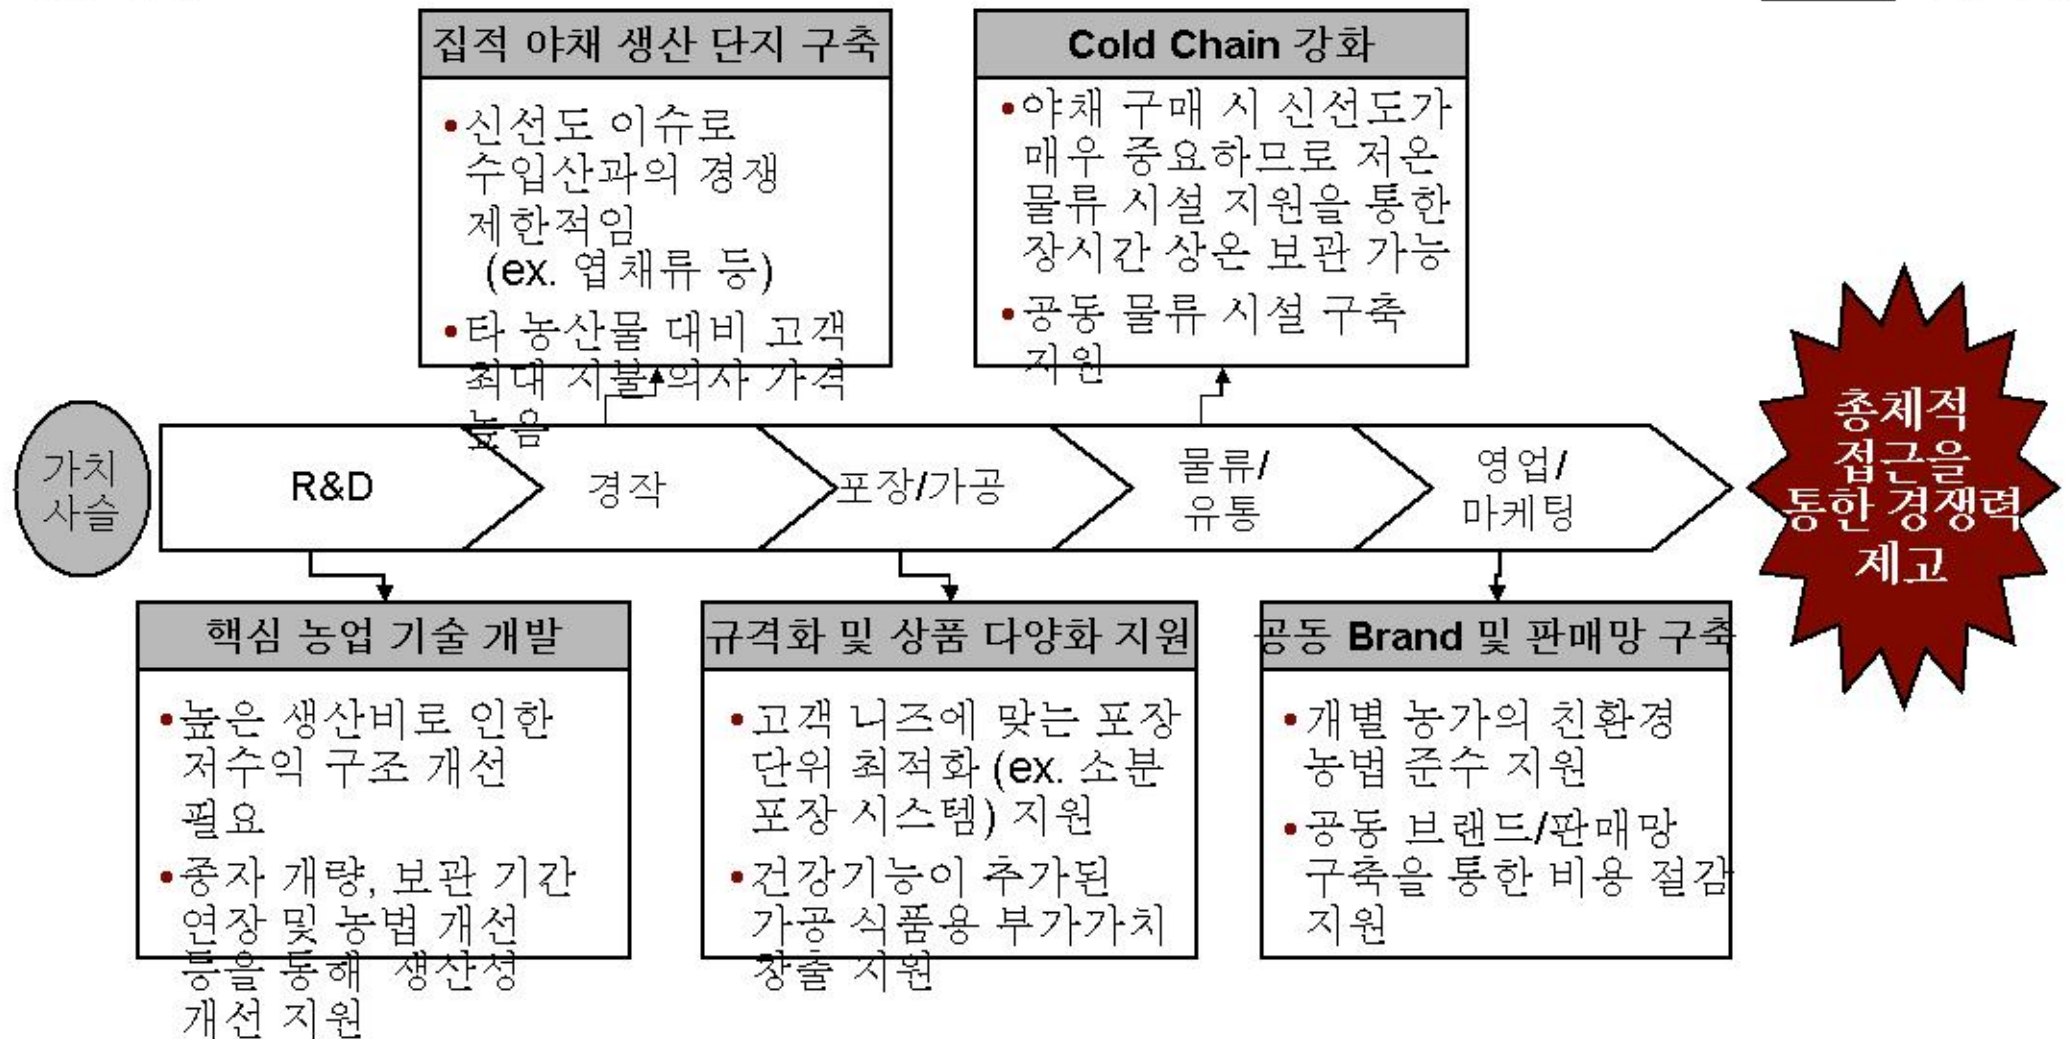 집적 야채 생산 단지 구축
•신선도 이슈로
수입산과의 경쟁
제한적임
(ex. 엽채류 등)
•타 농산물 대비 고객
최대 지불 의사 가격
높음
Cold Chain 강화
•야채 구매 시 신선도가
매우 중요하므로 저온
물류 시설 지원을 통한
장시간 상온 보관 가능
•공동 물류 시설 구축
지원
가치
사슬
R&D
경작
포장/가공
물류/
유통
영업/
마케팅
총체적
접근을
통한 경쟁력
제고
핵심 농업 기술 개발
•높은 생산비로 인한
저수익 구조 개선
필요
•종자 개량, 보관 기간
연장 및 농법 개선
등을 통해 생산성
개선 지원
규격화 및 상품 다양화 지원
•고객 니즈에 맞는 포장
단위 최적화 (ex. 소분
포장 시스템) 지원
•건강기능이 추가된
가공 식품용 부가가치
창출 지원
공동 Brand 및 판매망 구축
•개별 농가의 친환경
농법 준수 지원
•공동 브랜드/판매망
구축을 통한 비용 절감
지원